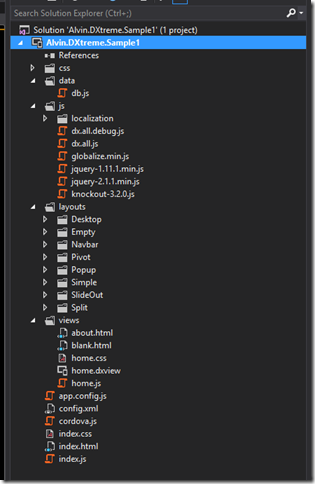 Search Solution Explorer (Ctrl+;)
Solution 'Alvin.DXtreme.Sample1' (1 project)
Alvin.DXtreme.Sample1
References
css
data
db.js
js
localization
dx.all.debug.js
dx.all.js
globalize.min.js
jquery-1.11.1.min.js
jquery-2.1.1.min.js
knockout-3.2.0.js
layouts
Desktop
Empty
Navbar
Pivot
Popup
Simple
SlideOut
Split
views
about.html
blank.html
home.css
home.dxview
home.js
app.config.js
config.xml
cordova.js
index.css
index.html
index.js